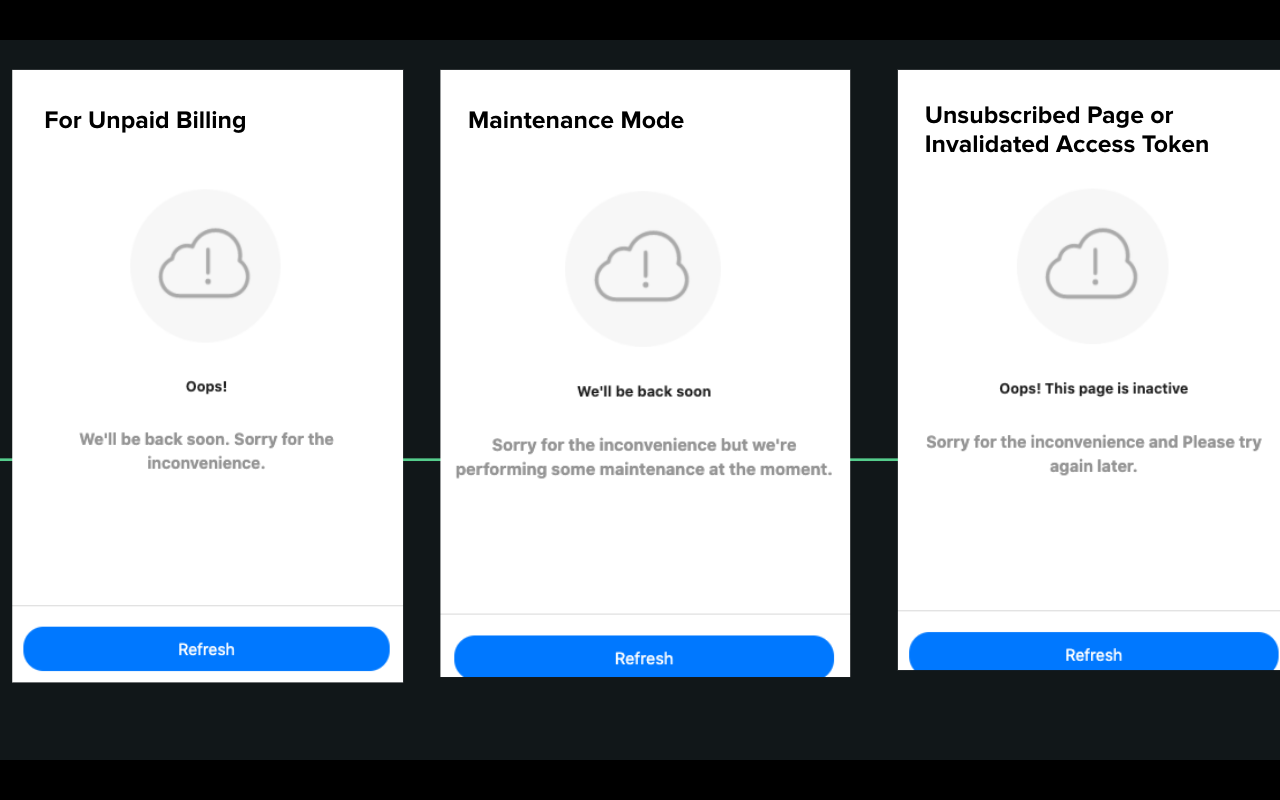 For Unpaid Billing
Oops!
We'll be back soon. Sorry for the
inconvenience.
Refresh
Maintenance Mode
We'll be back soon
Sorry for the inconvenience but we're
performing some maintenance at the moment.
Refresh
Unsubscribed Page or
Invalidated Access Token
Oops! This page is inactive
Sorry for the inconvenience and Please try
again later.
Refresh